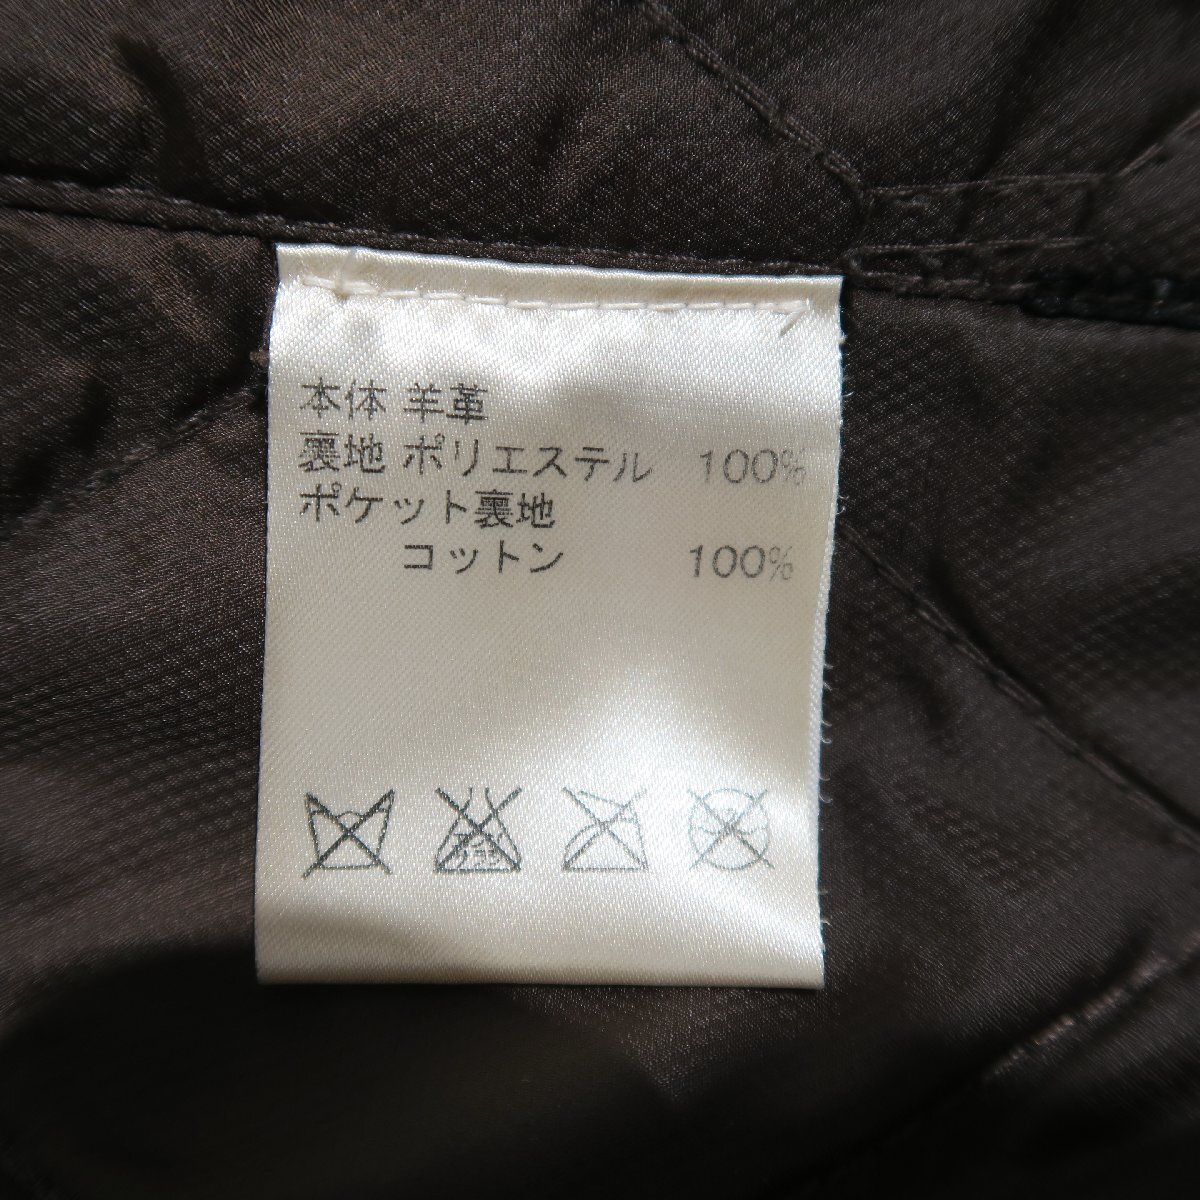 本体 羊革
裏地 ポリエステル 100%
ポケット裏地
コットン 100%